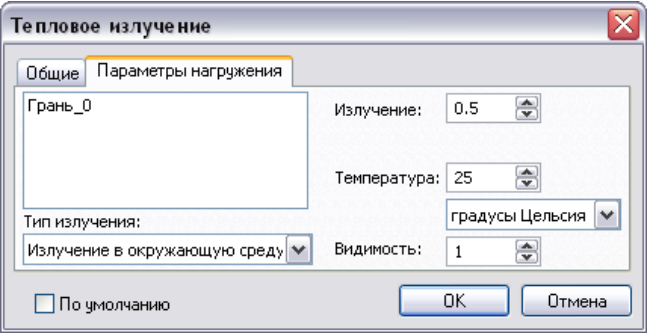 Тепловое излучение
Общие
Параметры нагружения
Грань_0
Излучение:
0.5
Температура:
25
градусы Цельсия
Тип излучения:
Излучение в окружающую среду
Видимость:
1
По умолчанию
OK
Отмена